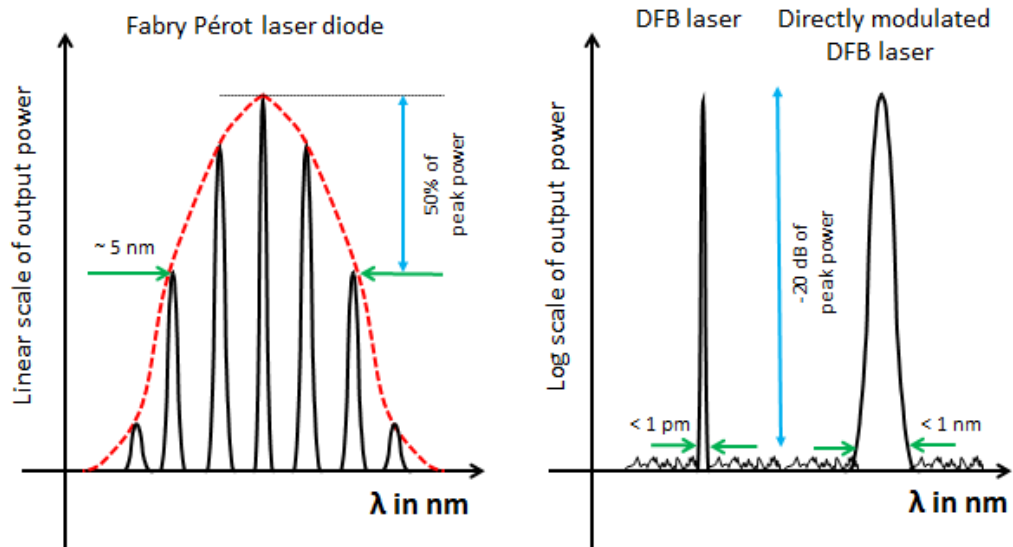 Fabry Pérot laser diode
Linear scale of output power
50% of
peak power
~ 5 nm
λ in nm
DFB laser
Directly modulated
DFB laser
Log scale of output power
-20 dB of
peak power
< 1 pm
< 1 nm
λ in nm